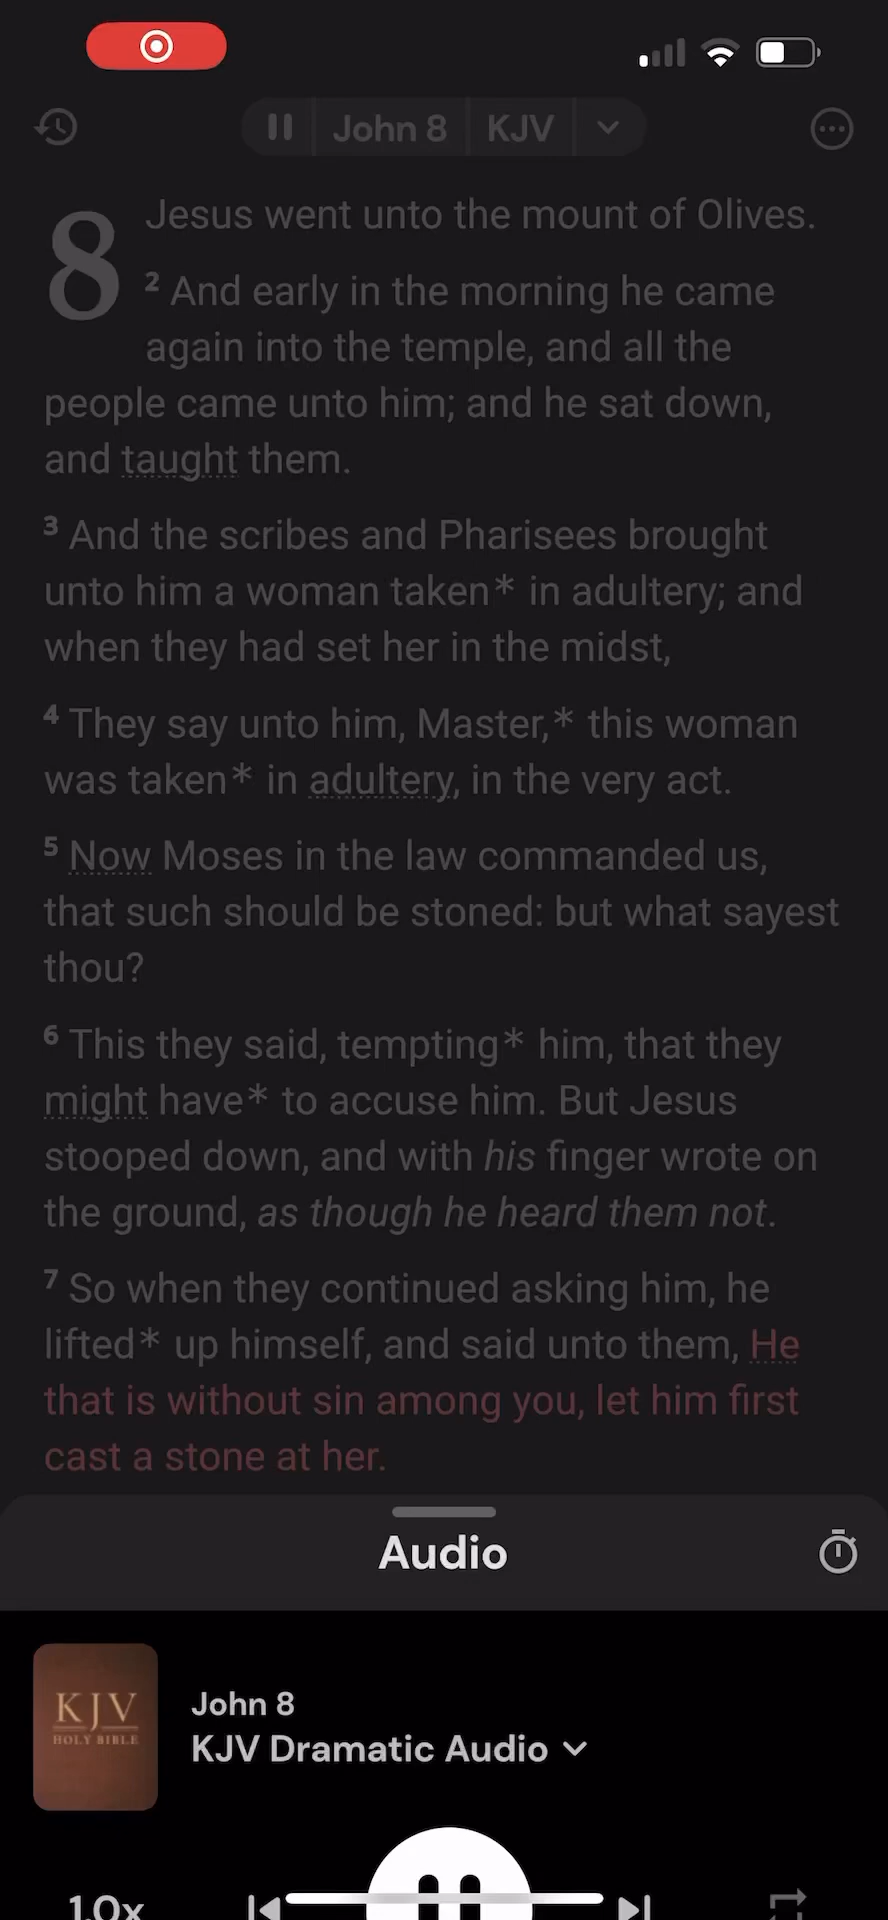 John 8 KJV
8 Jesus went unto the mount of Olives.
2 And early in the morning he came
again into the temple, and all the
people came unto him; and he sat down,
and taught them.
3 And the scribes and Pharisees brought
unto him a woman taken* in adultery; and
when they had set her in the midst,
4 They say unto him, Master,* this woman
was taken* in adultery, in the very act.
5 Now Moses in the law commanded us,
that such should be stoned: but what sayest
thou?
6 This they said, tempting* him, that they
might have* to accuse him. But Jesus
stooped down, and with his finger wrote on
the ground, as though he heard them not.
7 So when they continued asking him, he
lifted* up himself, and said unto them, He
that is without sin among you, let him first
cast a stone at her.
Audio
KJV
HOLY BIBLE
John 8
KJV Dramatic Audio
1.0x